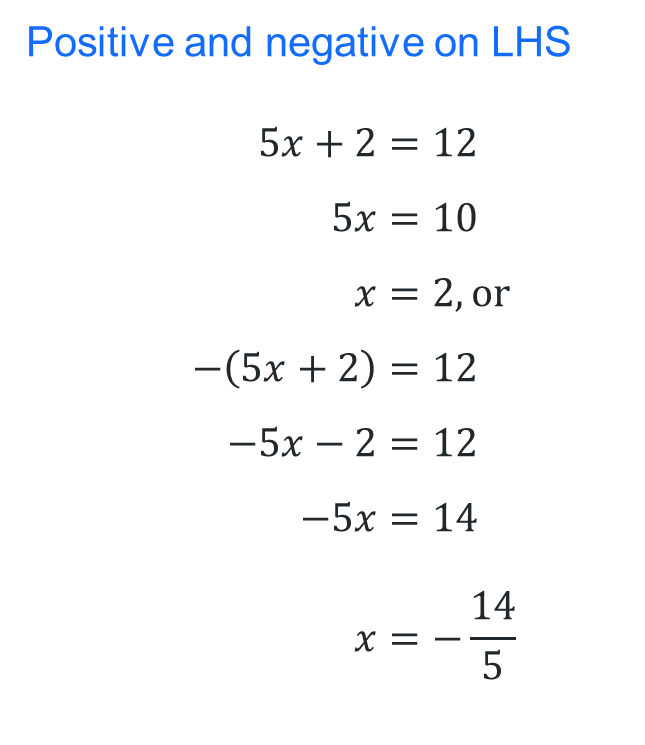 Positive and negative on LHS
5x + 2 = 12
5x = 10
x = 2, or
−(5x + 2) = 12
−5x − 2 = 12
−5x = 14
x = −14/5